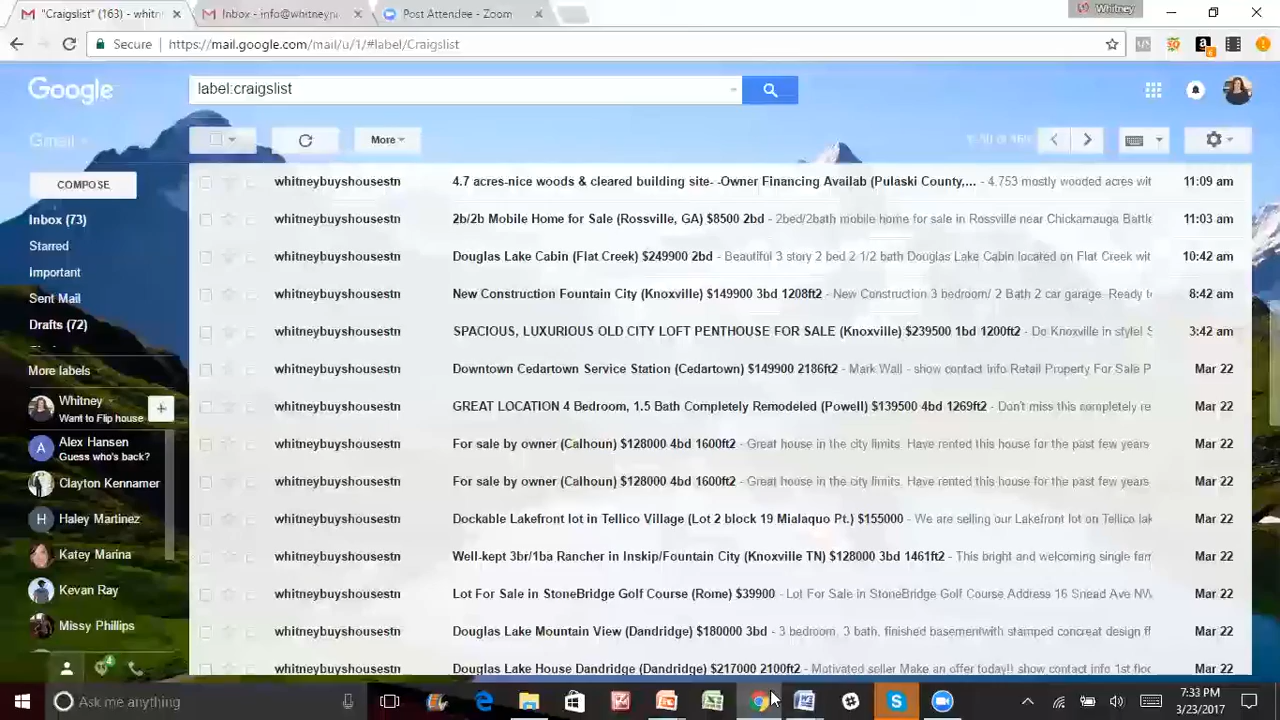 "Craigslist" (163) - whitn
Inbox - info@whitneyn
Post Attendee - Zoom
Whitney
Secure
https://mail.google.com/mail/u/1/#label/Craigslist
Google
label:craigslist
Gmail
More
COMPOSE
Inbox (73)
Starred
Important
Sent Mail
Drafts (72)
More labels
Whitney
Want to Flip house
Alex Hansen
Guess who's back?
Clayton Kennamer
Haley Martinez
Katey Marina
Kevan Ray
Missy Phillips
whitneybuyshousestn 4.7 acres-nice woods & cleared building site- -Owner Financing Availab (Pulaski County,... - 4.753 mostly wooded acres wit 11:09 am
whitneybuyshousestn 2b/2b Mobile Home for Sale (Rossville, GA) $8500 2bd - 2bed/2bath mobile home for sale in Rossville near Chickamauga Battle 11:03 am
whitneybuyshousestn Douglas Lake Cabin (Flat Creek) $249900 2bd - Beautiful 3 story 2 bed 2 1/2 bath Douglas Lake Cabin located on Flat Creek wit 10:42 am
whitneybuyshousestn New Construction Fountain City (Knoxville) $149900 3bd 1208ft2 - New Construction 3 bedroom/ 2 Bath 2 car garage. Ready to 8:42 am
whitneybuyshousestn SPACIOUS, LUXURIOUS OLD CITY LOFT PENTHOUSE FOR SALE (Knoxville) $239500 1bd 1200ft2 - Do Knoxville in style! S 3:42 am
whitneybuyshousestn Downtown Cedartown Service Station (Cedartown) $149900 2186ft2 - Mark Wall - show contact info Retail Property For Sale P Mar 22
whitneybuyshousestn GREAT LOCATION 4 Bedroom, 1.5 Bath Completely Remodeled (Powell) $139500 4bd 1269ft2 - Don't miss this completely re Mar 22
whitneybuyshousestn For sale by owner (Calhoun) $128000 4bd 1600ft2 - Great house in the city limits. Have rented this house for the past few years Mar 22
whitneybuyshousestn For sale by owner (Calhoun) $128000 4bd 1600ft2 - Great house in the city limits. Have rented this house for the past few years Mar 22
whitneybuyshousestn Dockable Lakefront lot in Tellico Village (Lot 2 block 19 Mialaquo Pt.) $155000 - We are selling our Lakefront lot on Tellico lak Mar 22
whitneybuyshousestn Well-kept 3br/1ba Rancher in Inskip/Fountain City (Knoxville TN) $128000 3bd 1461ft2 - This bright and welcoming single fam Mar 22
whitneybuyshousestn Lot For Sale in StoneBridge Golf Course (Rome) $39900 - Lot For Sale in StoneBridge Golf Course Address 16 Snead Ave NW, Mar 22
whitneybuyshousestn Douglas Lake Mountain View (Dandridge) $180000 3bd - 3 bedroom, 3 bath, finished basementwith stamped concreat design ff Mar 22
whitneybuyshousestn Douglas Lake House Dandridge (Dandridge) $217000 2100ft2 - Motivated seller Make an offer today!! show contact info 1st floc Mar 22
Ask me anything
7:33 PM
3/23/2017